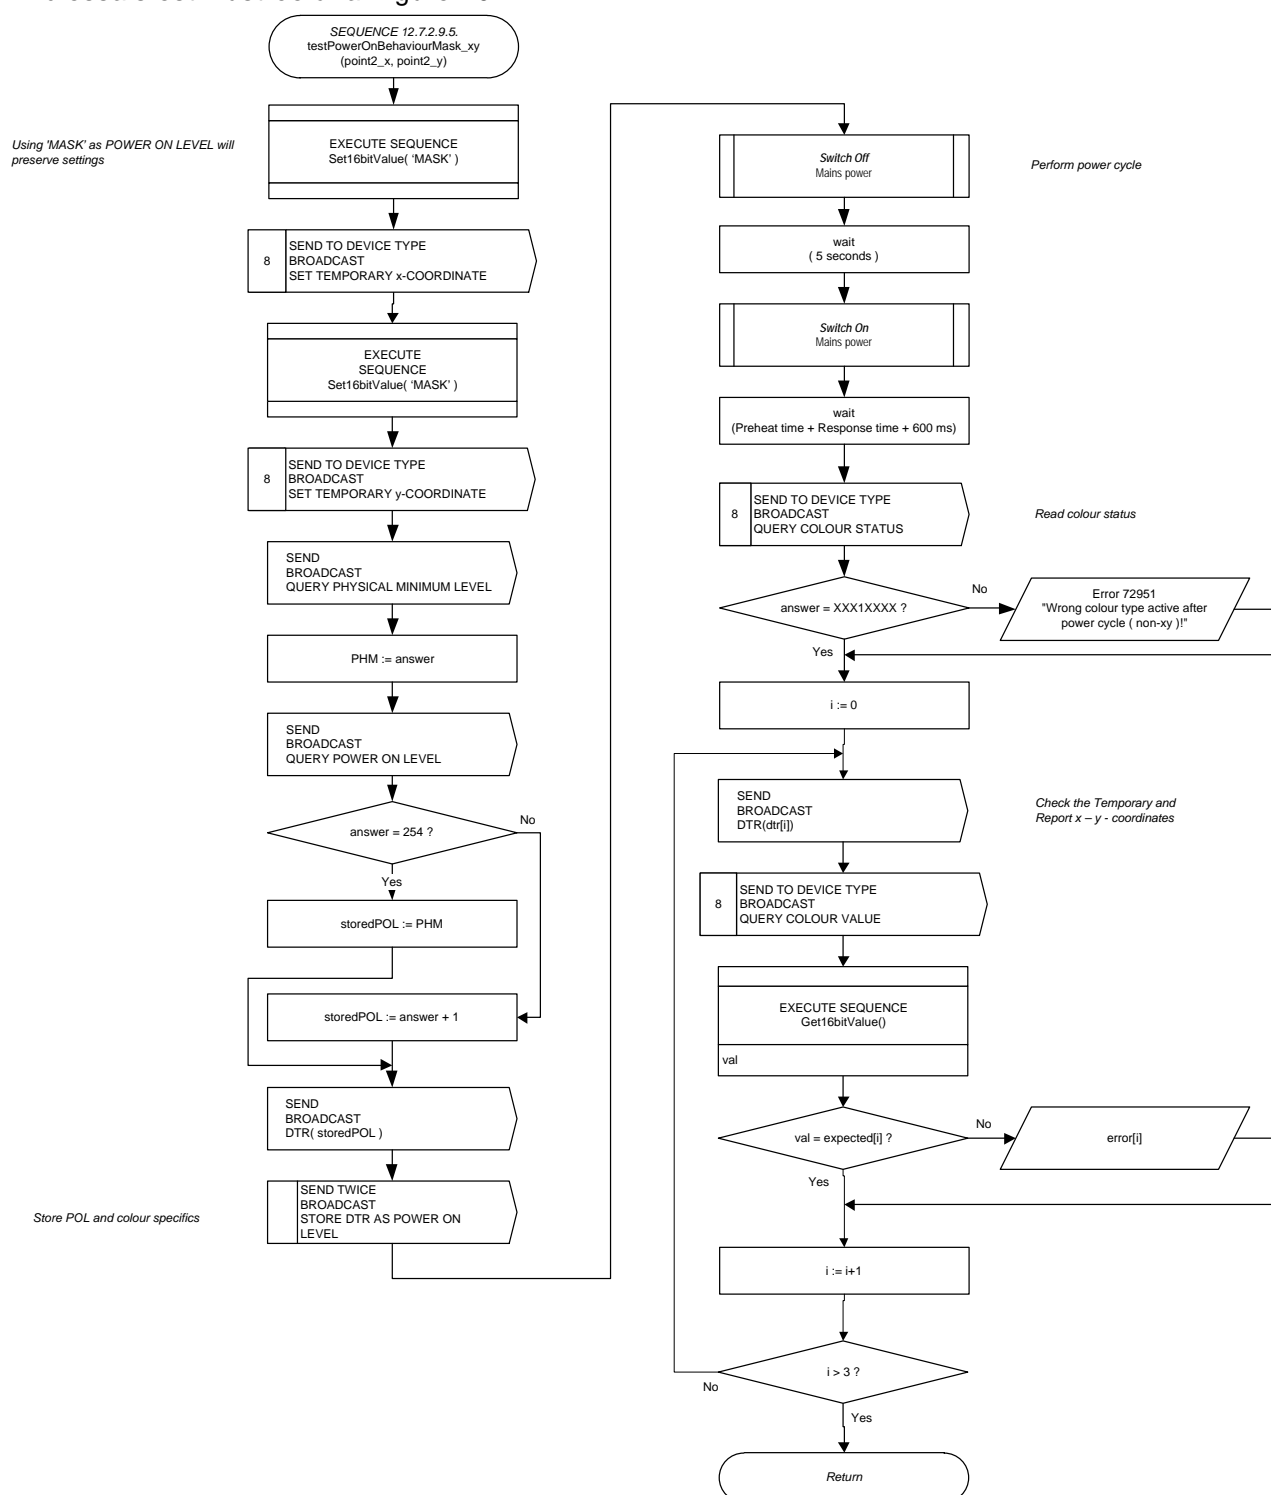 SEQUENCE 12.7.2.9.5.
testPowerOnBehaviourMask_xy
(point2_x, point2_y)
Using 'MASK' as POWER ON LEVEL will
preserve settings
EXECUTE SEQUENCE
Set16bitValue( ‘MASK’ )
8
SEND TO DEVICE TYPE
BROADCAST
SET TEMPORARY x-COORDINATE
EXECUTE
SEQUENCE
Set16bitValue( ‘MASK’ )
8
SEND TO DEVICE TYPE
BROADCAST
SET TEMPORARY y-COORDINATE
SEND
BROADCAST
QUERY PHYSICAL MINIMUM LEVEL
PHM := answer
SEND
BROADCAST
QUERY POWER ON LEVEL
answer = 254 ?
No
Yes
storedPOL := PHM
storedPOL := answer + 1
SEND
BROADCAST
DTR( storedPOL )
Store POL and colour specifics
SEND TWICE
BROADCAST
STORE DTR AS POWER ON
LEVEL
Switch Off
Mains power
Perform power cycle
wait
( 5 seconds )
Switch On
Mains power
wait
(Preheat time + Response time + 600 ms)
8
SEND TO DEVICE TYPE
BROADCAST
QUERY COLOUR STATUS
Read colour status
answer = XXX1XXXX ?
No
Error 72951
"Wrong colour type active after
power cycle ( non-xy )!"
Yes
i := 0
SEND
BROADCAST
DTR(dtr[i])
Check the Temporary and
Report x – y - coordinates
8
SEND TO DEVICE TYPE
BROADCAST
QUERY COLOUR VALUE
EXECUTE SEQUENCE
Get16bitValue()
val
val = expected[i] ?
No
error[i]
Yes
i := i+1
i > 3 ?
No
Yes
Return